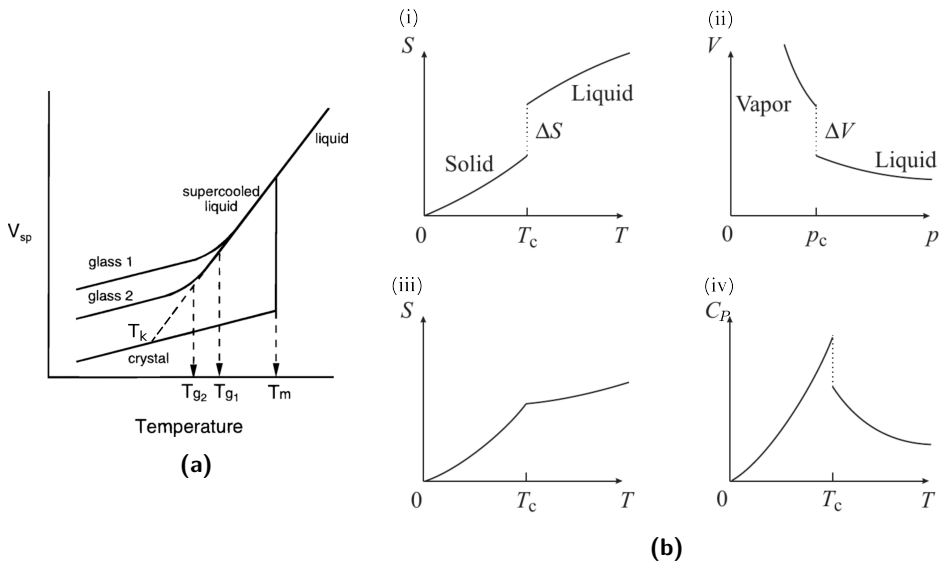 V_sp
liquid
supercooled
liquid
glass 1
glass 2
T_k
crystal
T_g2 T_g1 T_m
Temperature
(a)
(i)
S
Liquid
ΔS
Solid
0 T_c T
(ii)
V
Vapor
ΔV
Liquid
0 p_c p
(iii)
S
0 T_c T
(iv)
C_P
0 T_c T
(b)